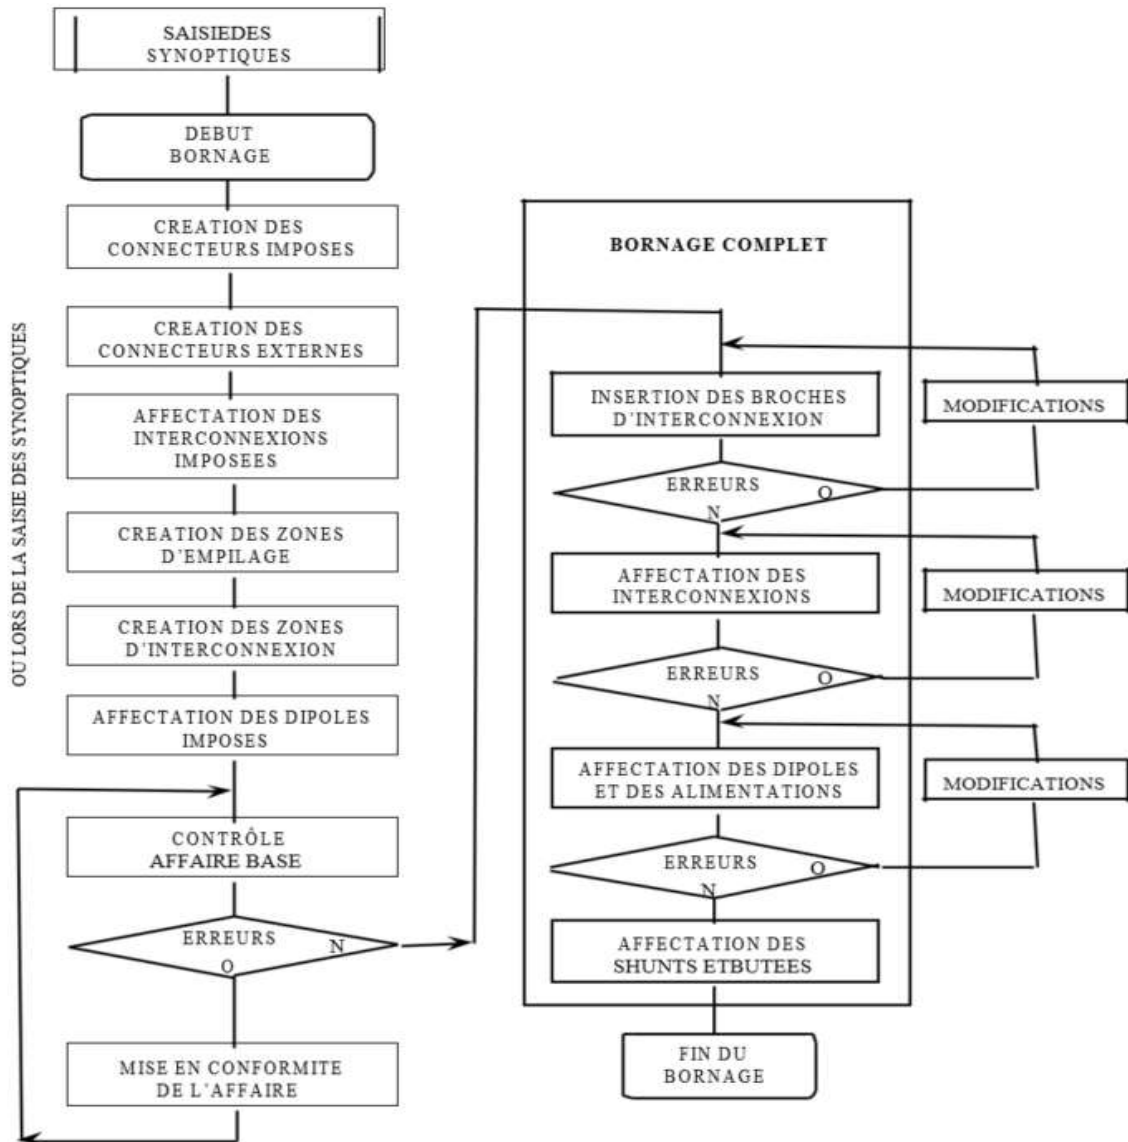 SAISIEDES
SYNOPTIQUES
DEBUT
BORNAGE
CREATION DES
CONNECTEURS IMPOSES
CREATION DES
CONNECTEURS EXTERNES
AFFECTATION DES
INTERCONNEXIONS
IMPOSEES
CREATION DES ZONES
D'EMPILAGE
CREATION DES ZONES
D'INTERCONNEXION
AFFECTATION DES DIPOLES
IMPOSES
CONTRÔLE
AFFAIRE BASE
ERREURS
N
O
MISE EN CONFORMITE
DE L'AFFAIRE
OU LORS DE LA SAISIE DES SYNOPTIQUES
BORNAGE COMPLET
INSERTION DES BROCHES
D'INTERCONNEXION
MODIFICATIONS
ERREURS
O
N
AFFECTATION DES
INTERCONNEXIONS
MODIFICATIONS
ERREURS
O
N
AFFECTATION DES DIPOLES
ET DES ALIMENTATIONS
MODIFICATIONS
ERREURS
O
N
AFFECTATION DES
SHUNTS ETBUTEES
FIN DU
BORNAGE